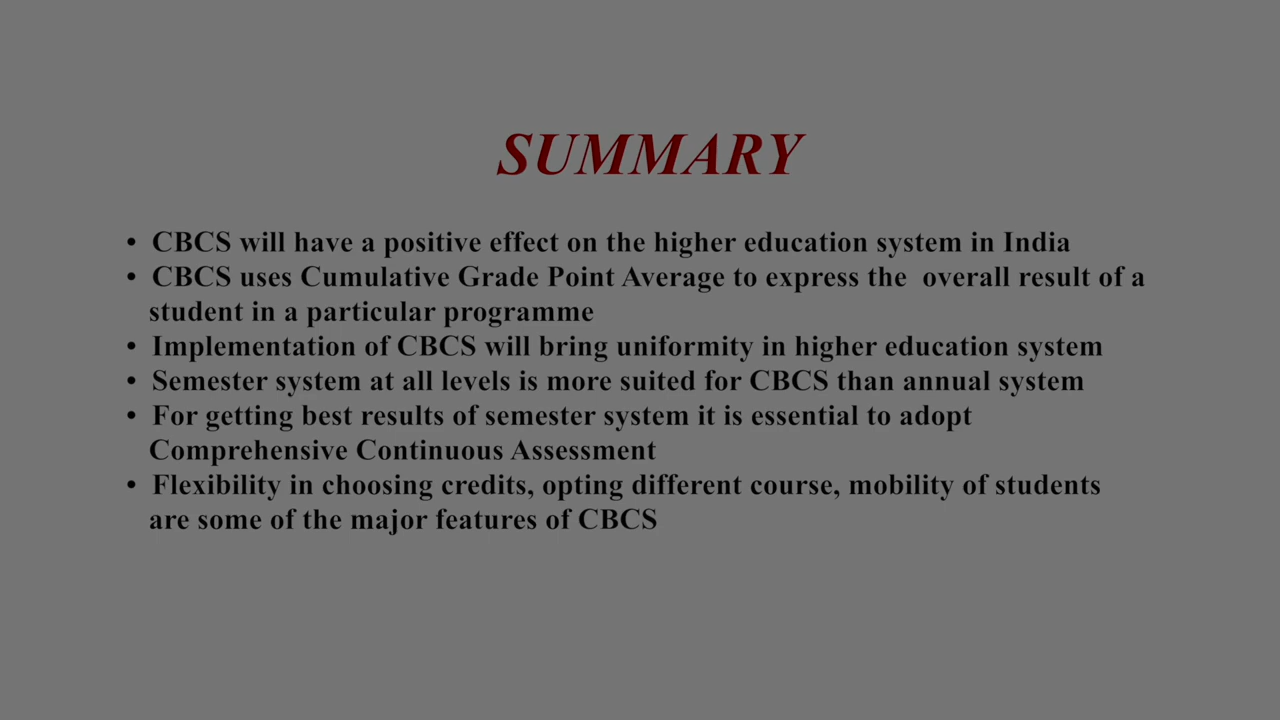 SUMMARY
• CBCS will have a positive effect on the higher education system in India
• CBCS uses Cumulative Grade Point Average to express the overall result of a
student in a particular programme
• Implementation of CBCS will bring uniformity in higher education system
• Semester system at all levels is more suited for CBCS than annual system
• For getting best results of semester system it is essential to adopt
Comprehensive Continuous Assessment
• Flexibility in choosing credits, opting different course, mobility of students
are some of the major features of CBCS